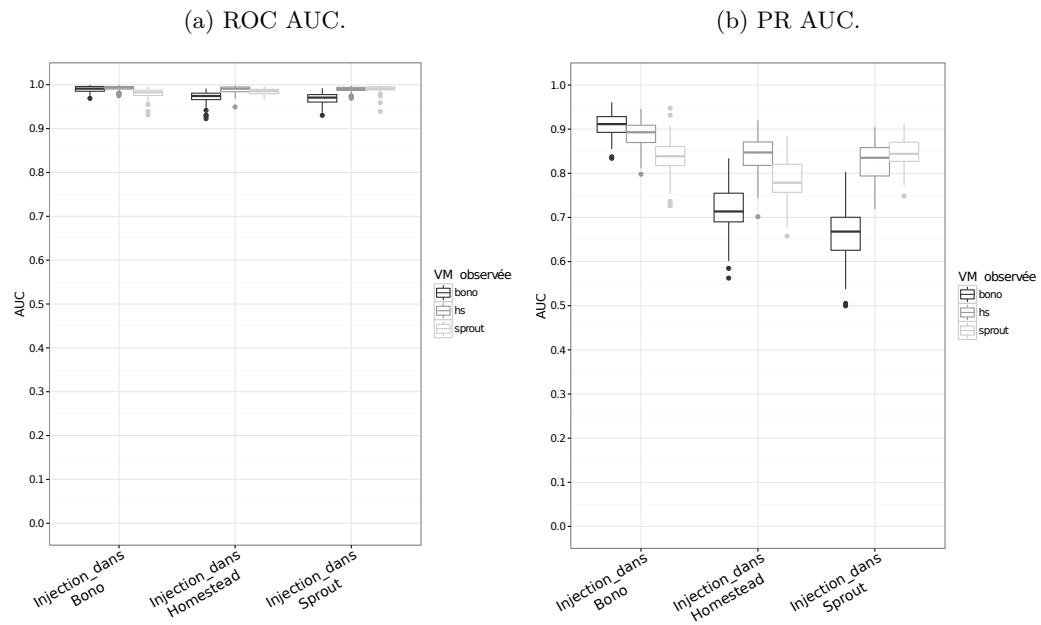 (a) ROC AUC.
1.0
0.9
0.8
0.7
0.6
0.5
0.4
0.3
0.2
0.1
0.0
AUC
Injection_dans
Bono
Injection_dans
Homestead
Injection_dans
Sprout
VM observée
bono
hs
sprout
(b) PR AUC.
1.0
0.9
0.8
0.7
0.6
0.5
0.4
0.3
0.2
0.1
0.0
AUC
Injection_dans
Bono
Injection_dans
Homestead
Injection_dans
Sprout
VM observée
bono
hs
sprout